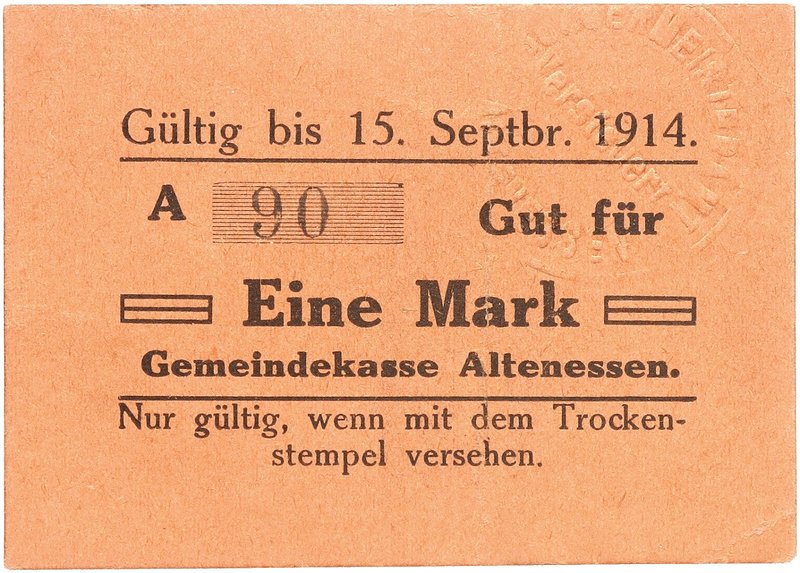 Gültig bis 15. Septbr. 1914.
A 90 Gut für
Eine Mark
Gemeindekasse Altenessen.
Nur gültig, wenn mit dem Trocken-
stempel versehen.